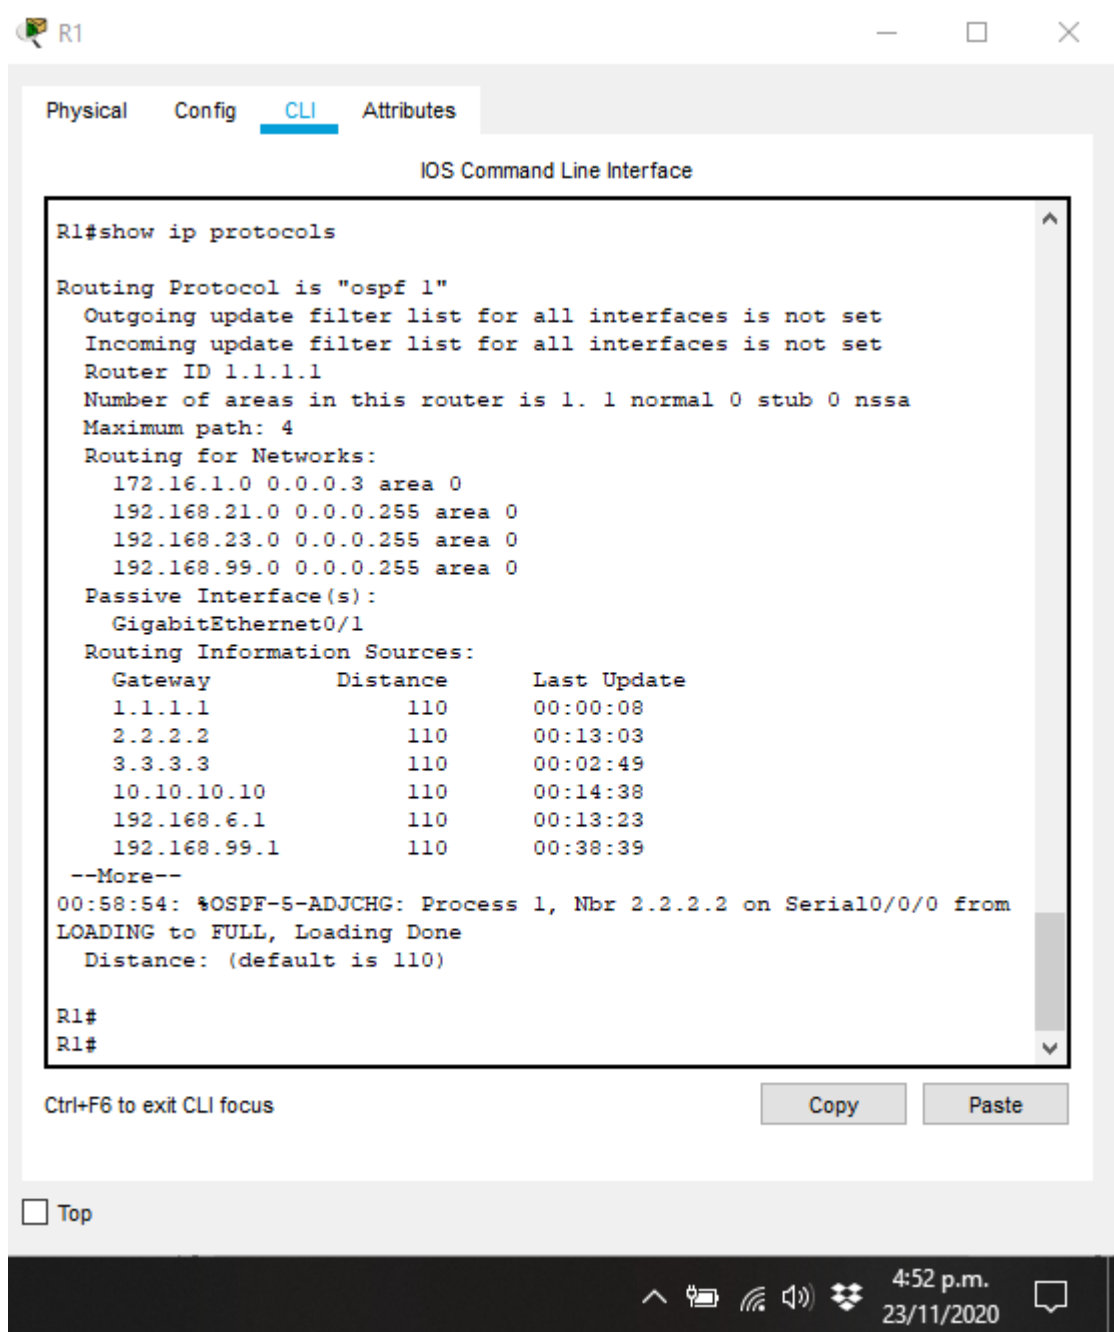 R1
Physical Config CLI Attributes
IOS Command Line Interface
R1#show ip protocols
Routing Protocol is "ospf 1"
Outgoing update filter list for all interfaces is not set
Incoming update filter list for all interfaces is not set
Router ID 1.1.1.1
Number of areas in this router is 1. 1 normal 0 stub 0 nssa
Maximum path: 4
Routing for Networks:
172.16.1.0 0.0.0.3 area 0
192.168.21.0 0.0.0.255 area 0
192.168.23.0 0.0.0.255 area 0
192.168.99.0 0.0.0.255 area 0
Passive Interface(s):
GigabitEthernet0/1
Routing Information Sources:
Gateway Distance Last Update
1.1.1.1 110 00:00:08
2.2.2.2 110 00:13:03
3.3.3.3 110 00:02:49
10.10.10.10 110 00:14:38
192.168.6.1 110 00:13:23
192.168.99.1 110 00:38:39
--More--
00:58:54: %OSPF-5-ADJCHG: Process 1, Nbr 2.2.2.2 on Serial0/0/0 from
LOADING to FULL, Loading Done
Distance: (default is 110)
R1#
R1#
Ctrl+F6 to exit CLI focus Copy Paste
Top
4:52 p.m.
23/11/2020